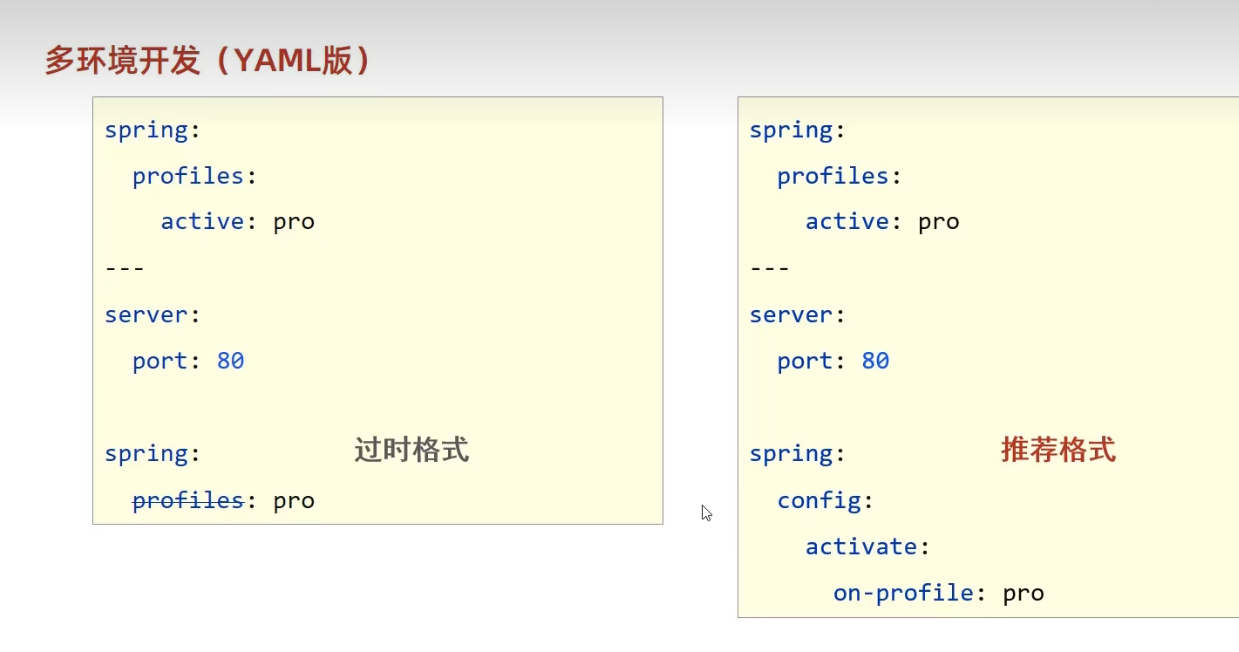 多环境开发（YAML版）
spring:
  profiles:
    active: pro
---
server:
  port: 80

spring:
  profiles: pro
过时格式
spring:
  profiles:
    active: pro
---
server:
  port: 80

spring:
  config:
    activate:
      on-profile: pro
推荐格式